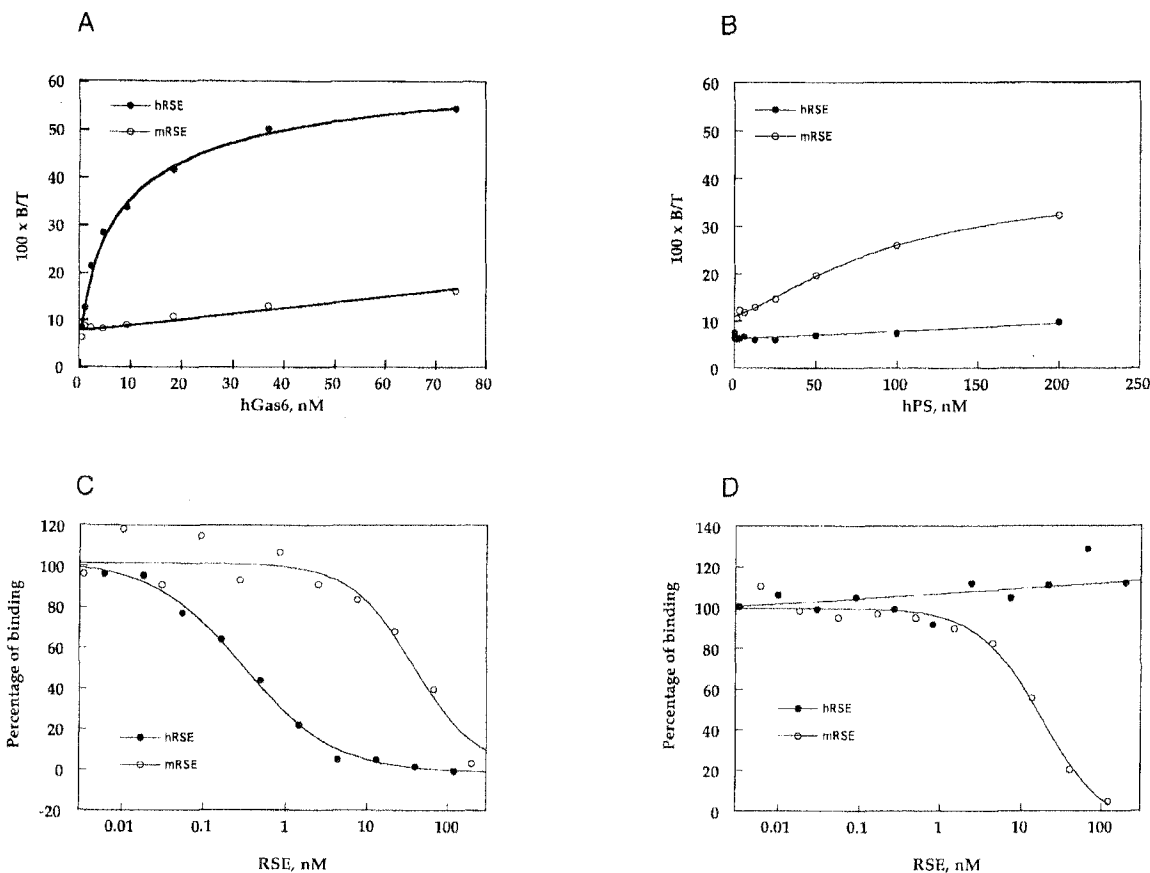 A
100 x B/T
60
50
40
30
20
10
0
hRSE
mRSE
0 10 20 30 40 50 60 70 80
hGas6, nM
B
100 x B/T
60
50
40
30
20
10
0
hRSE
mRSE
0 50 100 150 200 250
hPS, nM
C
Percentage of binding
120
100
80
60
40
20
0
-20
hRSE
mRSE
0.01 0.1 1 10 100
RSE, nM
D
Percentage of binding
140
120
100
80
60
40
20
0
hRSE
mRSE
0.01 0.1 1 10 100
RSE, nM